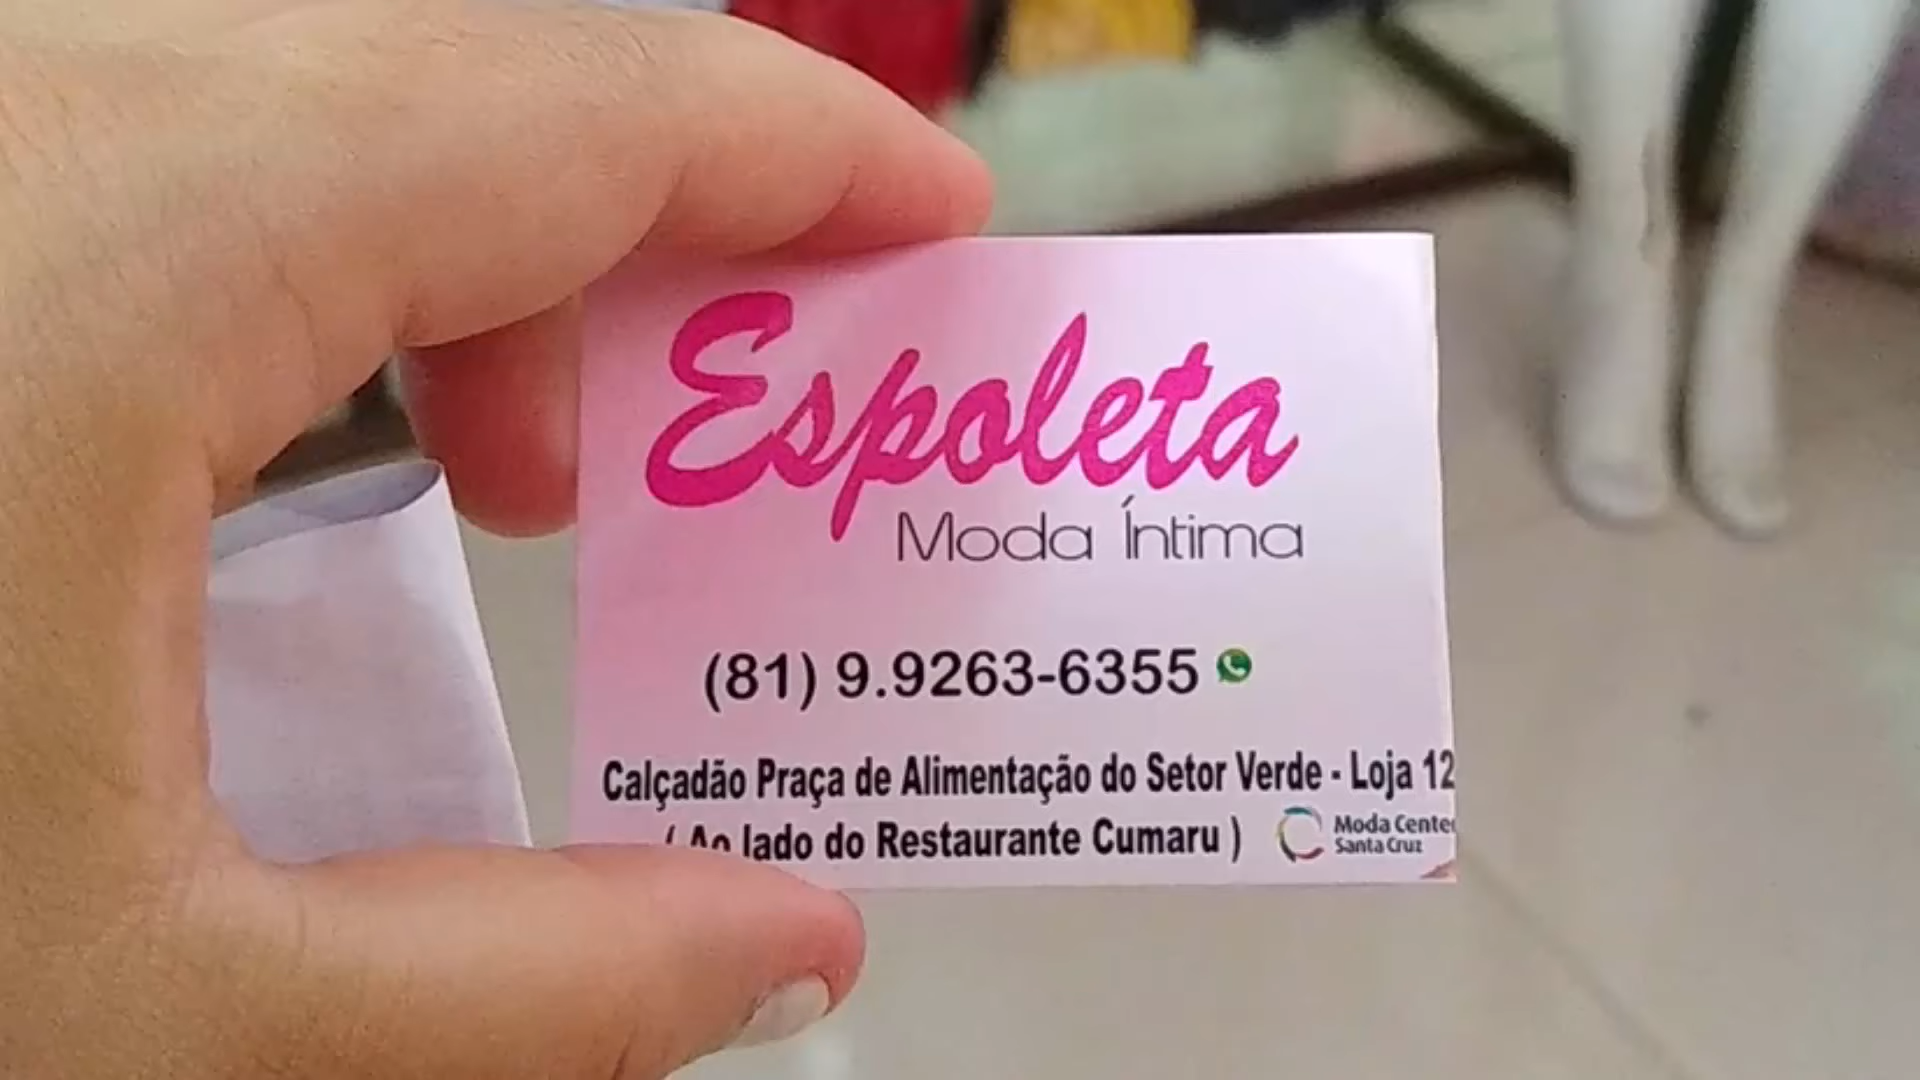 Espoleta
Moda Íntima
(81) 9.9263-6355
Calçadão Praça de Alimentação do Setor Verde - Loja 12
( Ao lado do Restaurante Cumaru )
Moda Center
Santa Cruz